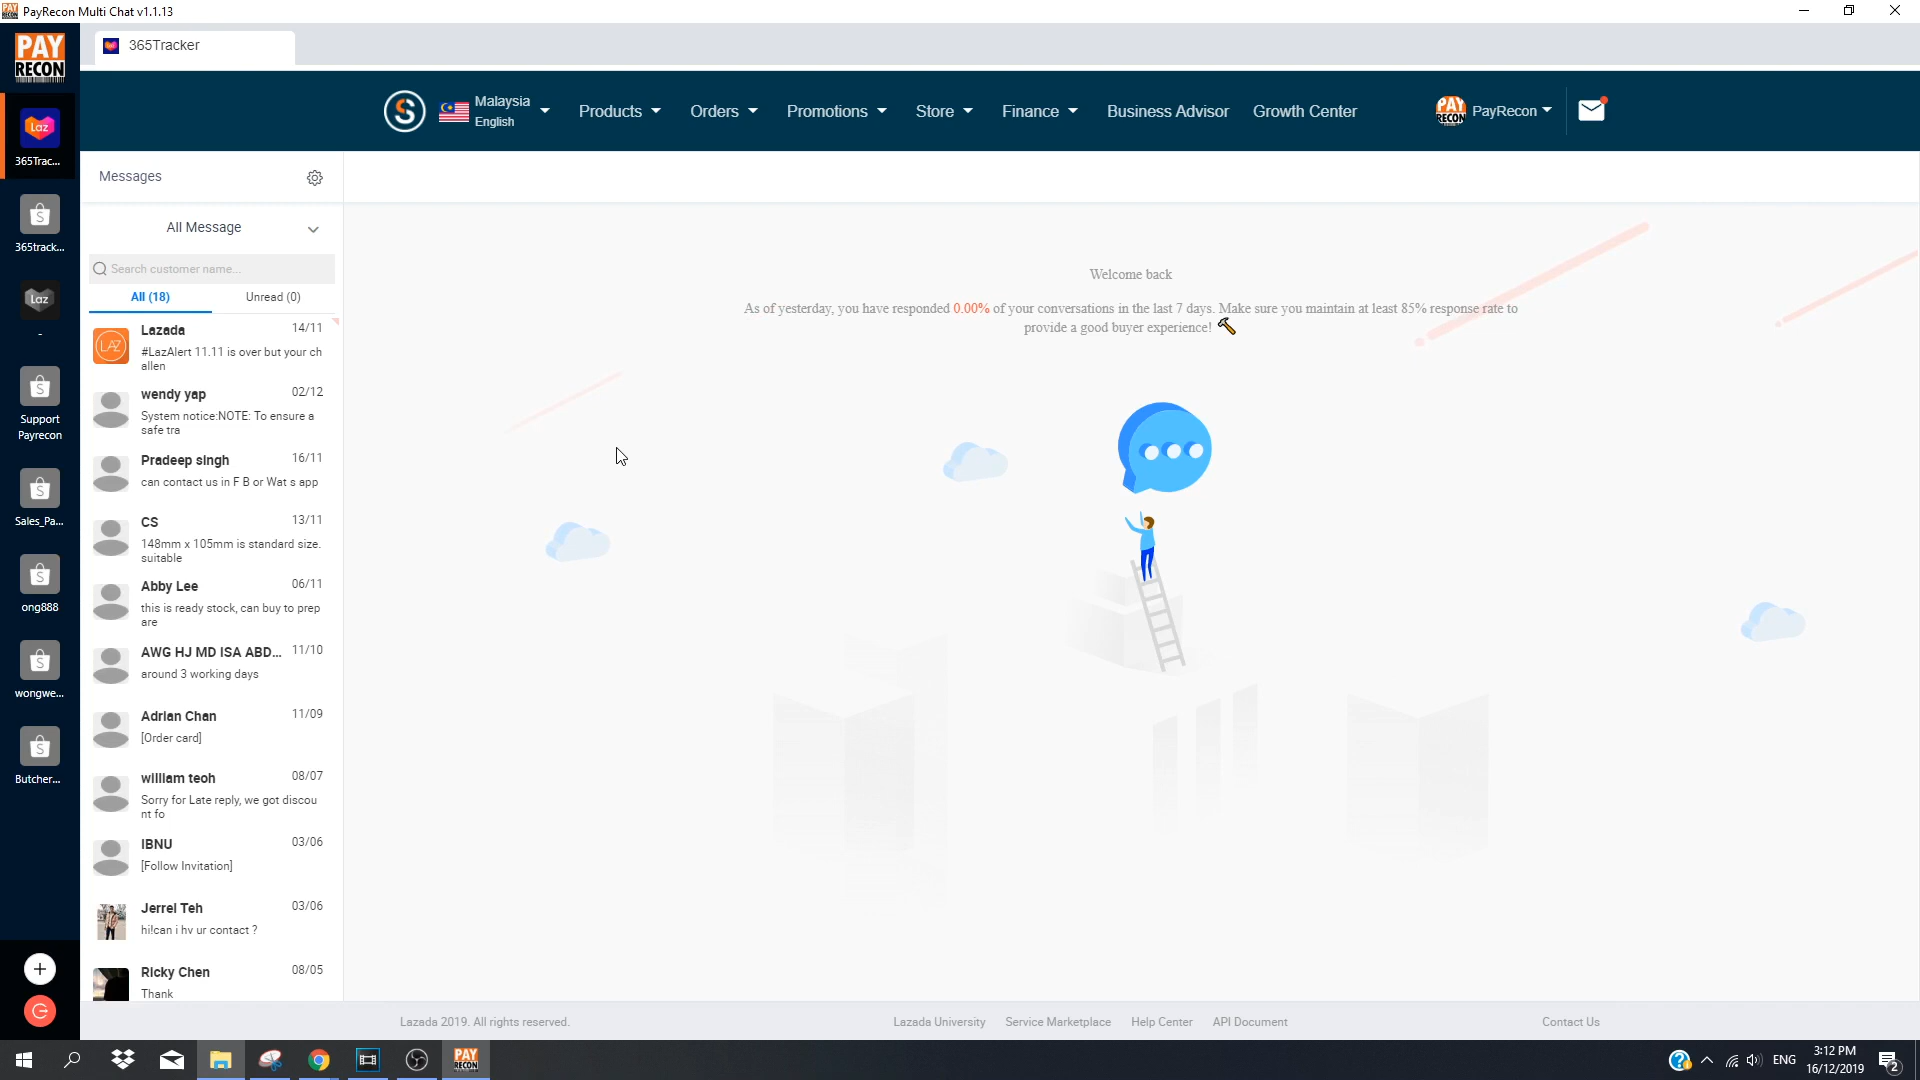 PayRecon Multi Chat v1.1.13
PAY
RECON
365Tracker
Laz
365Trac...
365track...
Laz
-
Support
Payrecon
Sales_Pa...
ong888
wongwe...
Butcher...
Malaysia
English
Products
Orders
Promotions
Store
Finance
Business Advisor
Growth Center
PAY
RECON
PayRecon
Messages
All Message
Search customer name...
All (18)
Unread (0)
LAZ
Lazada
14/11
#LazAlert 11.11 is over but your ch
allen
wendy yap
02/12
System notice:NOTE: To ensure a
safe tra
Pradeep singh
16/11
can contact us in F B or Wat s app
CS
13/11
148mm x 105mm is standard size.
suitable
Abby Lee
06/11
this is ready stock, can buy to prep
are
AWG HJ MD ISA ABD...
11/10
around 3 working days
Adrian Chan
11/09
[Order card]
william teoh
08/07
Sorry for Late reply, we got discou
nt fo
IBNU
03/06
[Follow Invitation]
Jerrel Teh
03/06
hi!can i hv ur contact ?
Ricky Chen
08/05
Thank
Welcome back
As of yesterday, you have responded 0.00% of your conversations in the last 7 days. Make sure you maintain at least 85% response rate to
provide a good buyer experience!
Lazada 2019. All rights reserved.
Lazada University
Service Marketplace
Help Center
API Document
Contact Us
PAY
RECON
ENG
3:12 PM
16/12/2019
2